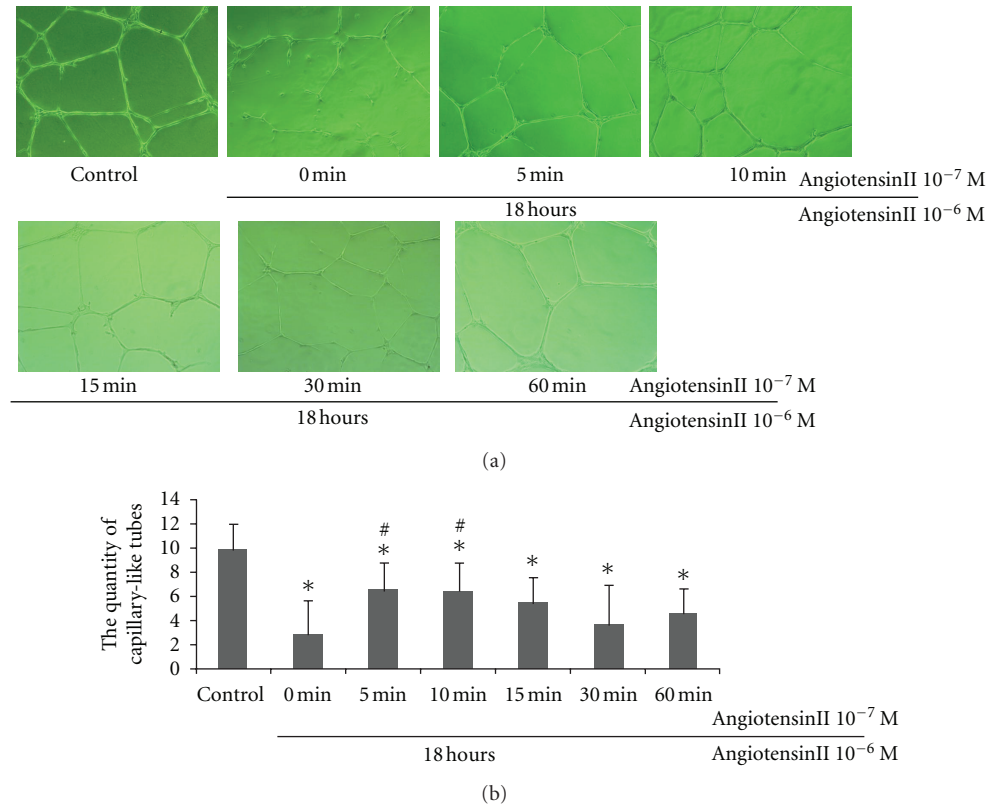 Control
0 min
5 min
10 min
AngiotensinII 10⁻⁷ M
18 hours
AngiotensinII 10⁻⁶ M
15 min
30 min
60 min
AngiotensinII 10⁻⁷ M
18 hours
AngiotensinII 10⁻⁶ M
(a)
The quantity of
capillary-like tubes
14
12
10
8
6
4
2
0
*
#
*
#
*
*
*
*
Control
0 min
5 min
10 min
15 min
30 min
60 min
AngiotensinII 10⁻⁷ M
18 hours
AngiotensinII 10⁻⁶ M
(b)